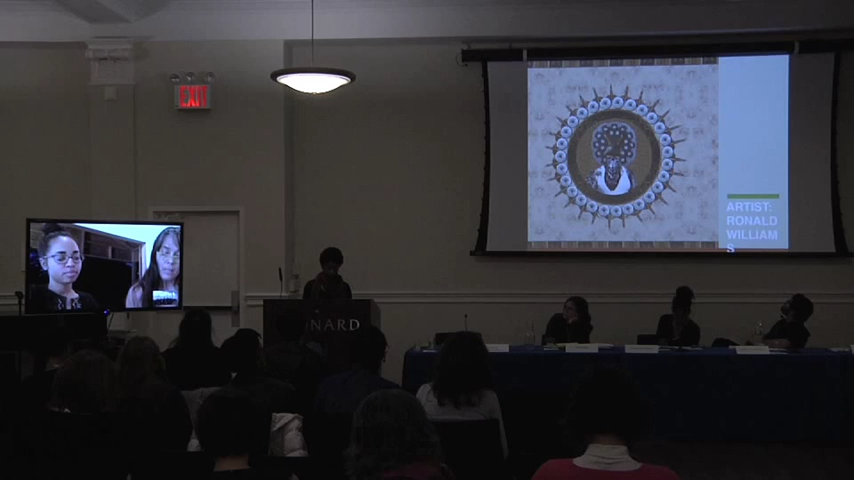 EXIT
ARTIST:
RONALD
WILLIAM
S
NARD